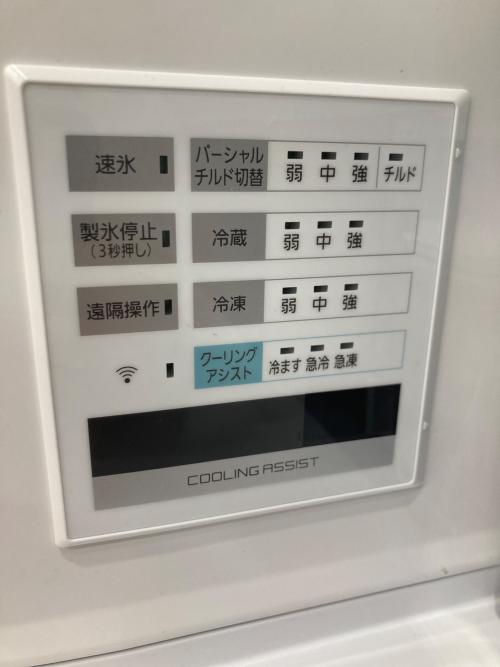 速氷
パーシャル
チルド切替
弱 中 強 チルド
製氷停止
(3秒押し)
冷蔵
弱 中 強
遠隔操作
冷凍
弱 中 強
クーリング
アシスト
冷ます 急冷 急凍
COOLING ASSIST